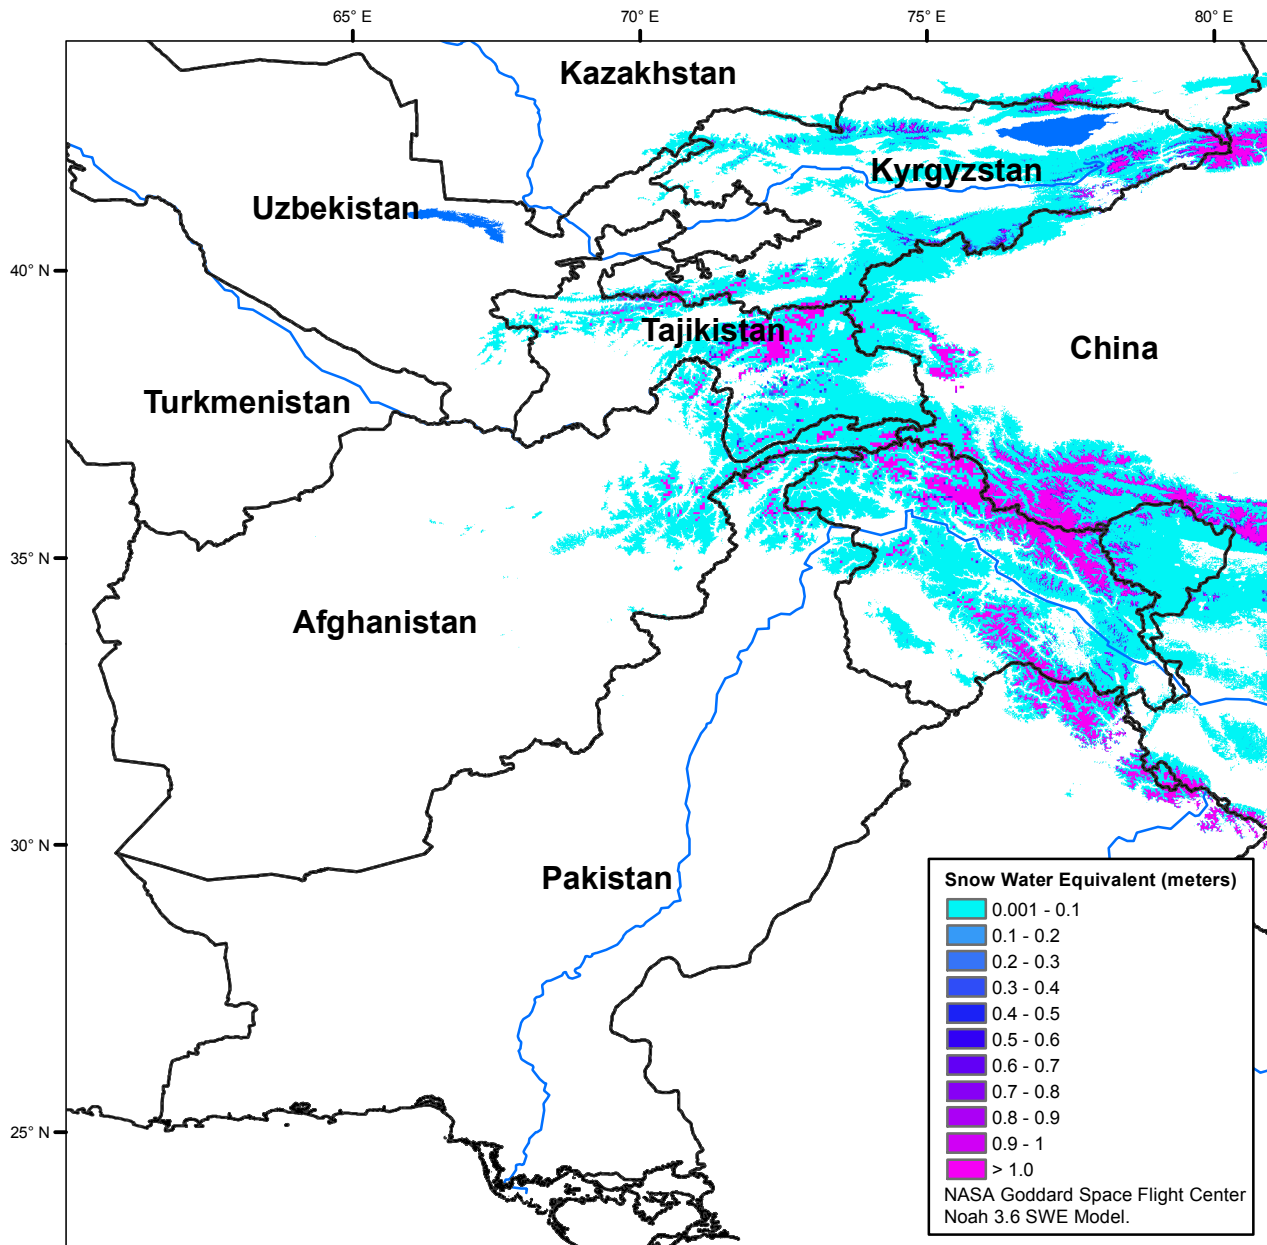 65° E 70° E 75° E 80° E
Kazakhstan
Kyrgyzstan
Uzbekistan
40° N
Tajikistan
China
Turkmenistan
35° N
Afghanistan
30° N
Pakistan
Snow Water Equivalent (meters)
0.001 - 0.1
0.1 - 0.2
0.2 - 0.3
0.3 - 0.4
0.4 - 0.5
0.5 - 0.6
0.6 - 0.7
0.7 - 0.8
0.8 - 0.9
0.9 - 1
> 1.0
25° N
NASA Goddard Space Flight Center
Noah 3.6 SWE Model.